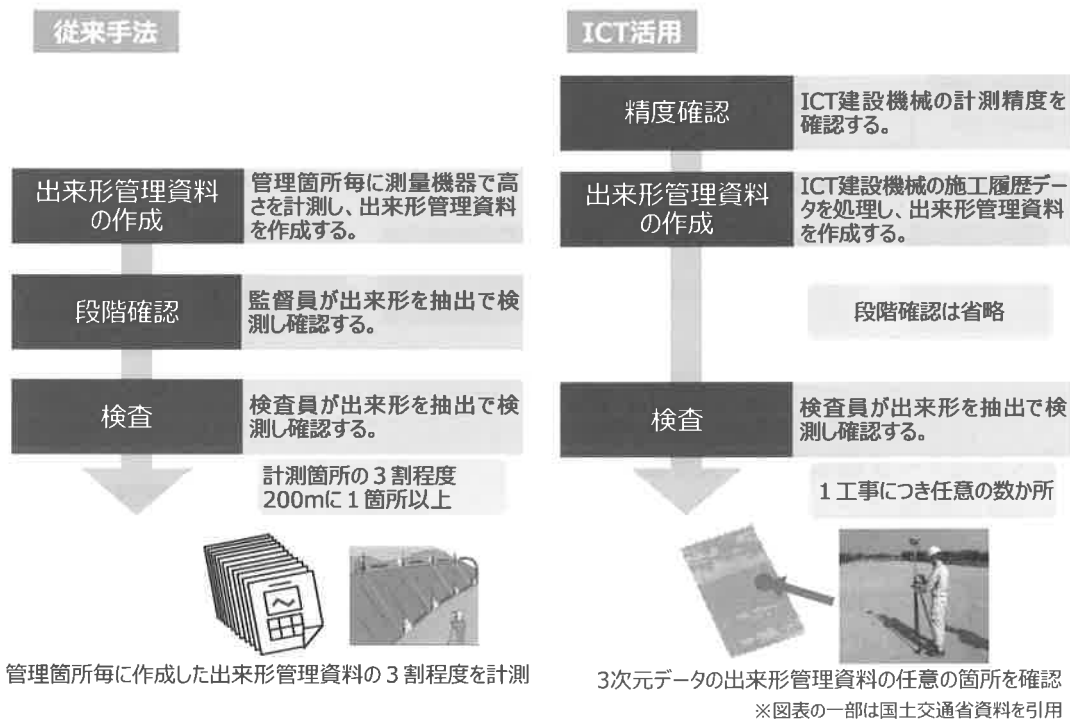 従来手法
出来形管理資料
の作成
管理箇所毎に測量機器で高
さを計測し、出来形管理資料
を作成する。
段階確認
監督員が出来形を抽出で検
測し確認する。
検査
検査員が出来形を抽出で検
測し確認する。
計測箇所の3割程度
200mに1箇所以上
管理箇所毎に作成した出来形管理資料の3割程度を計測
ICT活用
精度確認
ICT建設機械の計測精度を
確認する。
出来形管理資料
の作成
ICT建設機械の施工履歴デー
タを処理し、出来形管理資料
を作成する。
段階確認は省略
検査
検査員が出来形を抽出で検
測し確認する。
1工事につき任意の数か所
3次元データの出来形管理資料の任意の箇所を確認
※図表の一部は国土交通省資料を引用